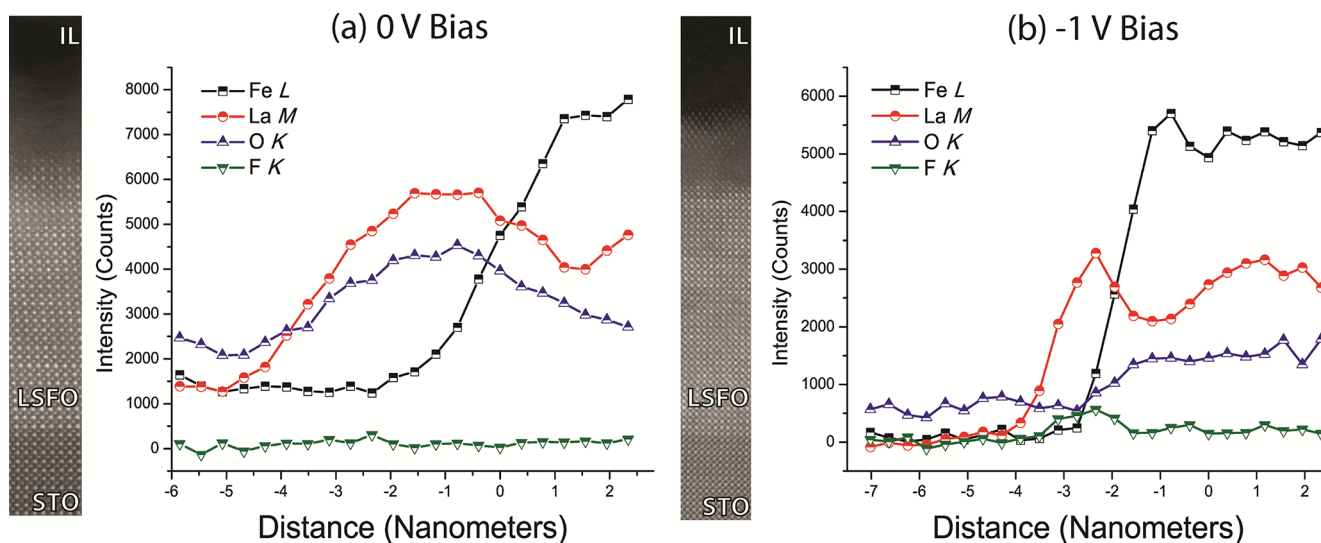 (a) 0 V Bias
IL
LSFO
STO
Intensity (Counts)
8000
7000
6000
5000
4000
3000
2000
1000
0
Fe L
La M
O K
F K
-6 -5 -4 -3 -2 -1 0 1 2
Distance (Nanometers)
(b) -1 V Bias
IL
LSFO
STO
Intensity (Counts)
6000
5000
4000
3000
2000
1000
0
Fe L
La M
O K
F K
-7 -6 -5 -4 -3 -2 -1 0 1 2
Distance (Nanometers)